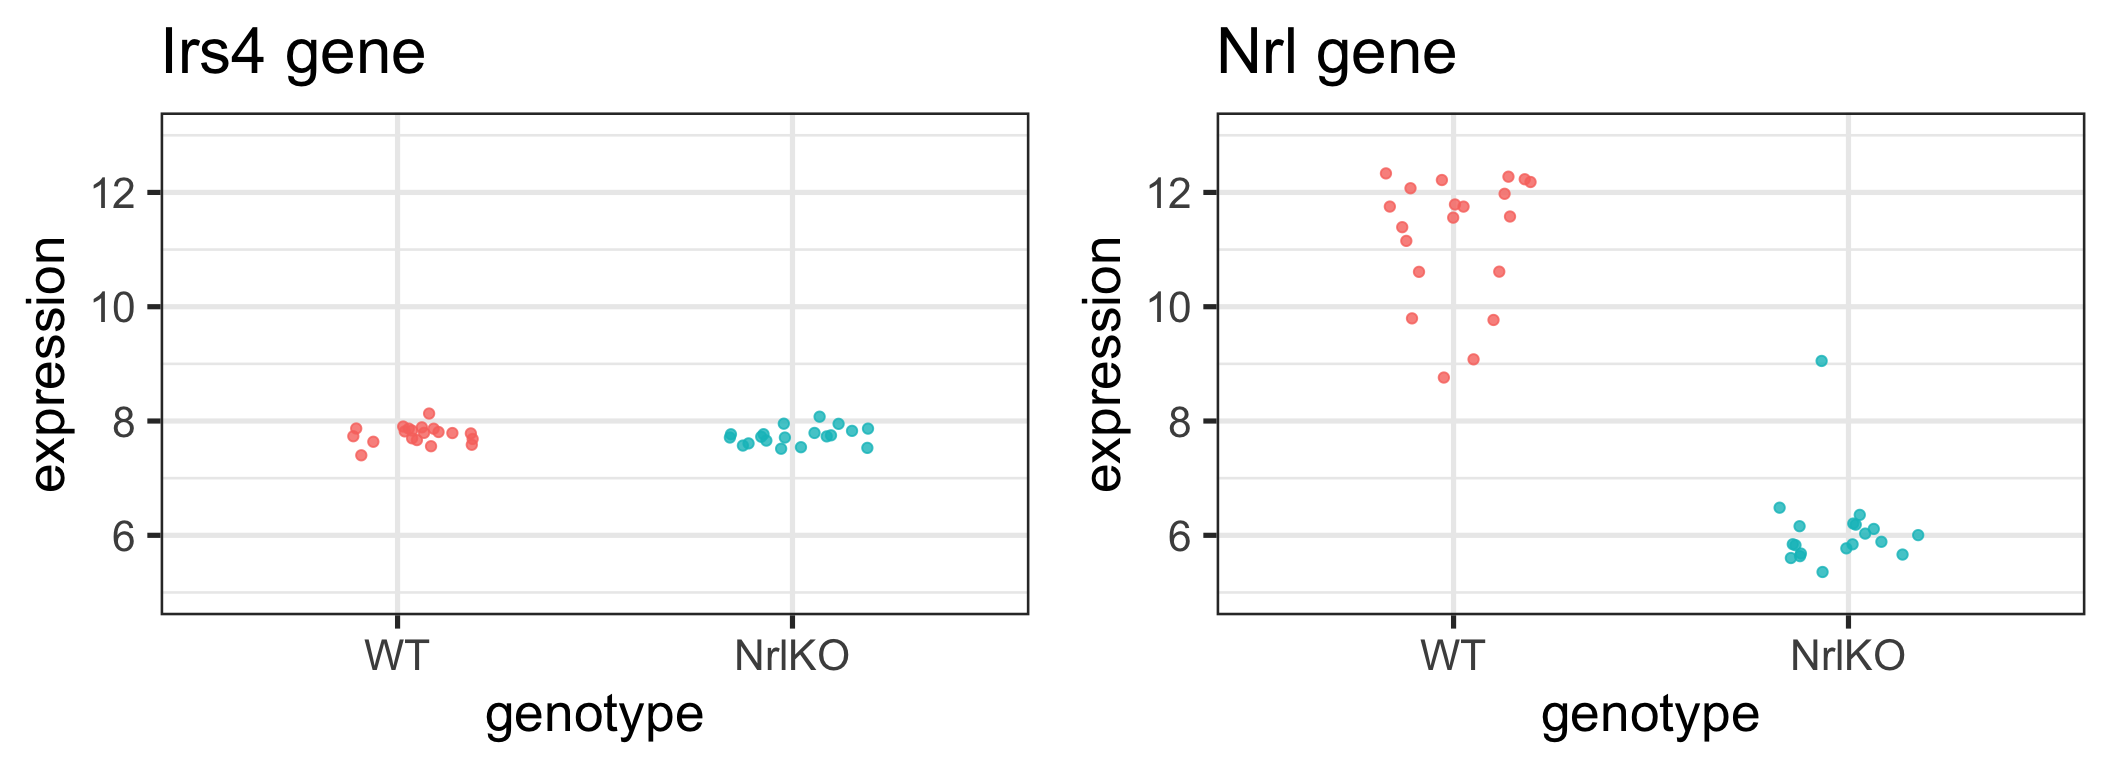 Irs4 gene
expression
12
10
8
6
WT NrlKO
genotype
Nrl gene
expression
12
10
8
6
WT NrlKO
genotype